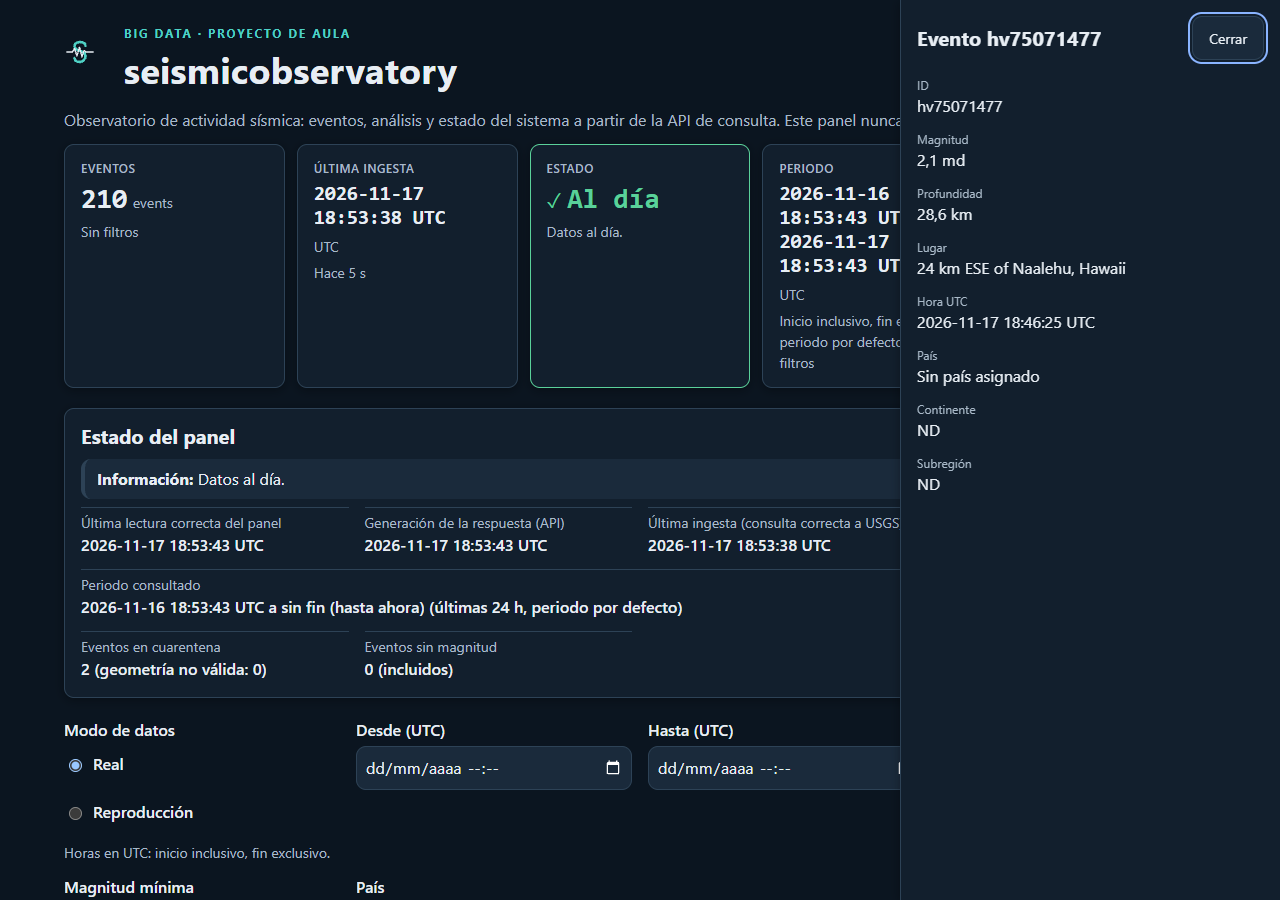 BIG DATA · PROYECTO DE AULA
seismicobservatory
Observatorio de actividad sísmica: eventos, análisis y estado del sistema a partir de la API de consulta. Este panel nunca
EVENTOS
210 events
Sin filtros
ÚLTIMA INGESTA
2026-11-17
18:53:38 UTC
UTC
Hace 5 s
ESTADO
✓ Al día
Datos al día.
PERIODO
2026-11-16
18:53:43 UT
2026-11-17
18:53:43 UT
UTC
Inicio inclusivo, fin e
periodo por defecto
filtros
Estado del panel
Información: Datos al día.
Última lectura correcta del panel
2026-11-17 18:53:43 UTC
Generación de la respuesta (API)
2026-11-17 18:53:43 UTC
Última ingesta (consulta correcta a USGS
2026-11-17 18:53:38 UTC
Periodo consultado
2026-11-16 18:53:43 UTC a sin fin (hasta ahora) (últimas 24 h, periodo por defecto)
Eventos en cuarentena
2 (geometría no válida: 0)
Eventos sin magnitud
0 (incluidos)
Modo de datos
Real
Reproducción
Desde (UTC)
dd/mm/aaaa --:--
Hasta (UTC)
dd/mm/aaaa --:--
Horas en UTC: inicio inclusivo, fin exclusivo.
Magnitud mínima
País
Evento hv75071477
Cerrar
ID
hv75071477
Magnitud
2,1 md
Profundidad
28,6 km
Lugar
24 km ESE of Naalehu, Hawaii
Hora UTC
2026-11-17 18:46:25 UTC
País
Sin país asignado
Continente
ND
Subregión
ND